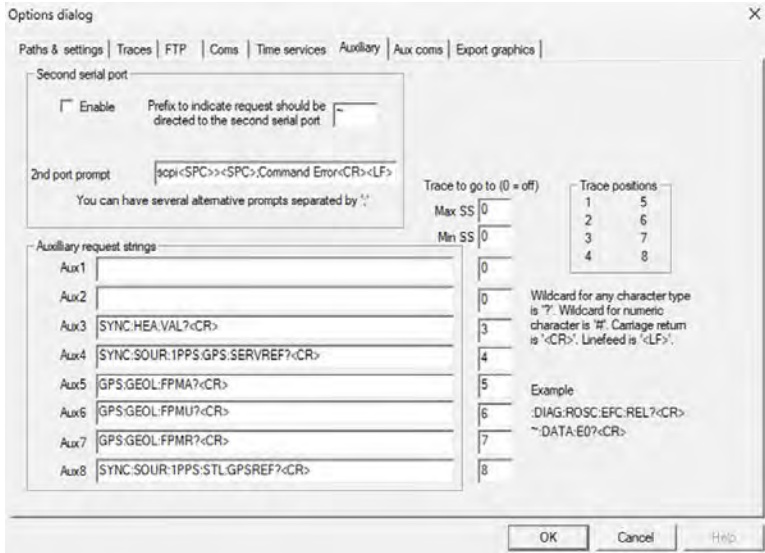 Options dialog
Paths & settings Traces FTP Coms Time services Auxiliary Aux coms Export graphics
Second serial port
Enable
Prefix to indicate request should be
directed to the second serial port
~
2nd port prompt
scpi<SPC>><SPC>;Command Error<CR><LF>
You can have several alternative prompts separated by ';'
Trace to go to (0 = off)
Max SS 0
Min SS 0
Trace positions
1 5
2 6
3 7
4 8
Auxiliary request strings
Aux1 0
Aux2 0
Aux3 SYNC:HEA:VAL?<CR> 3
Aux4 SYNC:SOUR:1PPS:GPS:SERVREF?<CR> 4
Aux5 GPS:GEOL:FPMA?<CR> 5
Aux6 GPS:GEOL:FPMU?<CR> 6
Aux7 GPS:GEOL:FPMR?<CR> 7
Aux8 SYNC:SOUR:1PPS:STL:GPSREF?<CR> 8
Wildcard for any character type
is '?'. Wildcard for numeric
character is '#'. Carriage return
is '<CR>'. Linefeed is '<LF>'.
Example
:DIAG:ROSC:EFC:REL?<CR>
~:DATA:E0?<CR>
OK Cancel Help